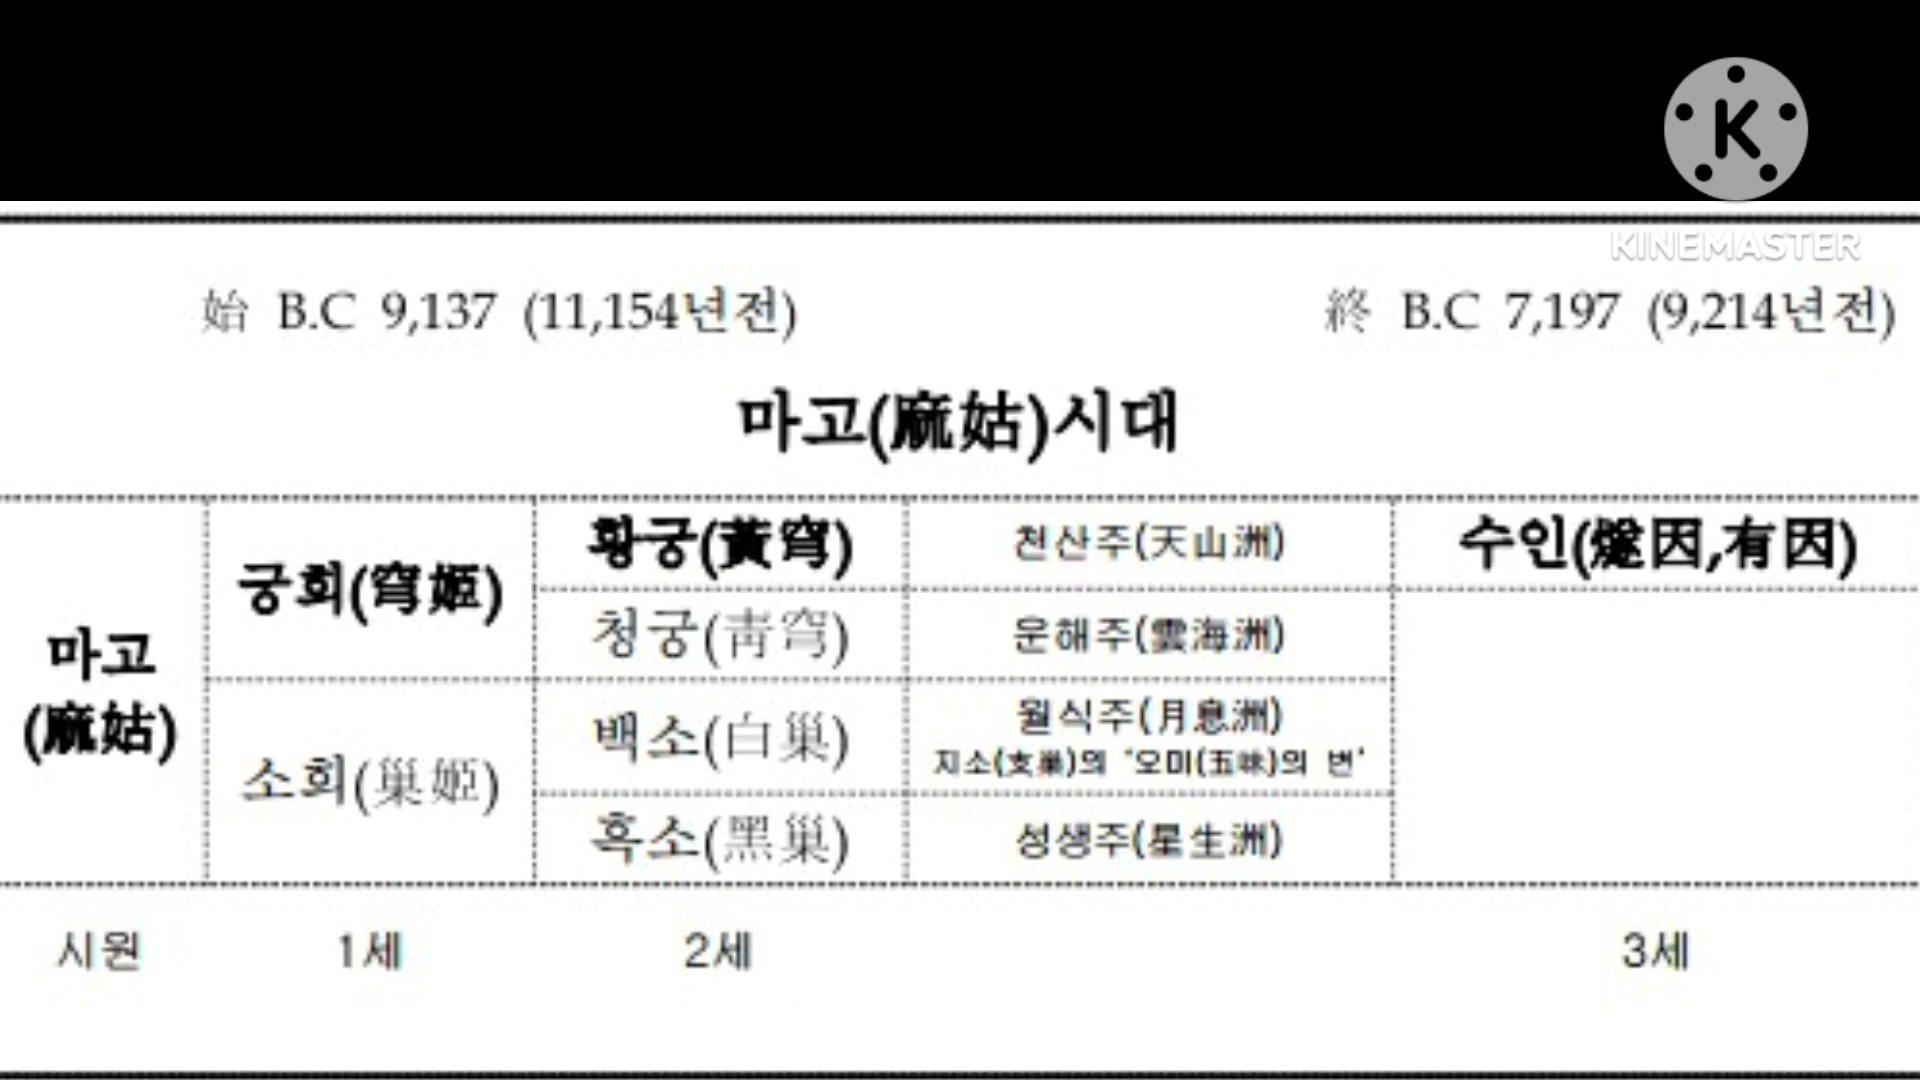 K
KINEMASTER
始 B.C 9,137 (11,154년전)
終 B.C 7,197 (9,214년전)
마고(麻姑)시대
마고
(麻姑)
궁희(穹姬)
소희(巢姬)
황궁(黃穹)
천산주(天山洲)
수인(燧因,有因)
청궁(靑穹)
운해주(雲海洲)
백소(白巢)
월식주(月息洲)
지소(支巢)의 '오미(五味)의 변'
흑소(黑巢)
성생주(星生洲)
시원
1세
2세
3세